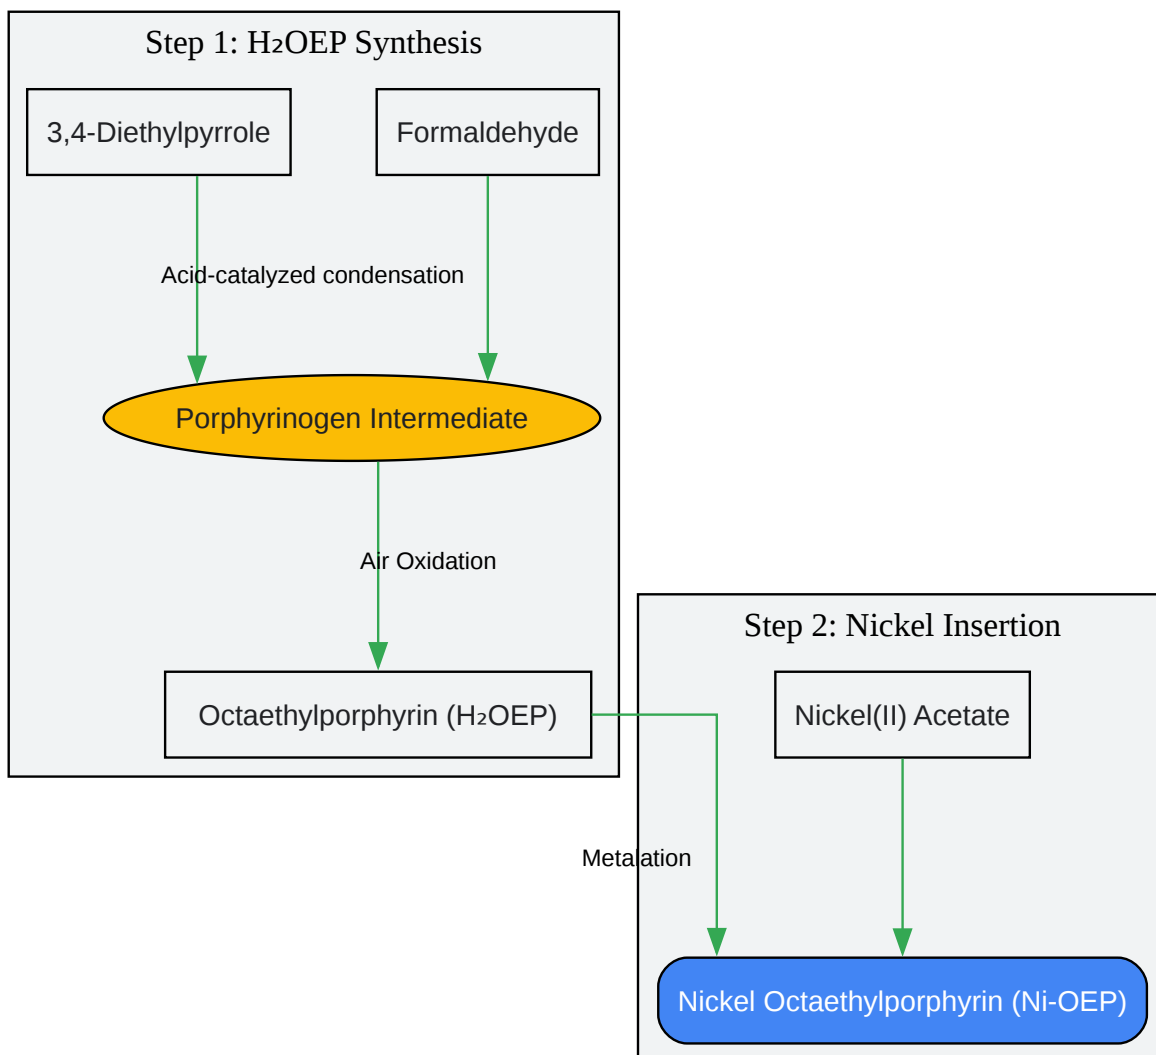 Step 1: H₂OEP Synthesis
3,4-Diethylpyrrole
Formaldehyde
Acid-catalyzed condensation
Porphyrinogen Intermediate
Air Oxidation
Octaethylporphyrin (H₂OEP)
Step 2: Nickel Insertion
Nickel(II) Acetate
Metalation
Nickel Octaethylporphyrin (Ni-OEP)